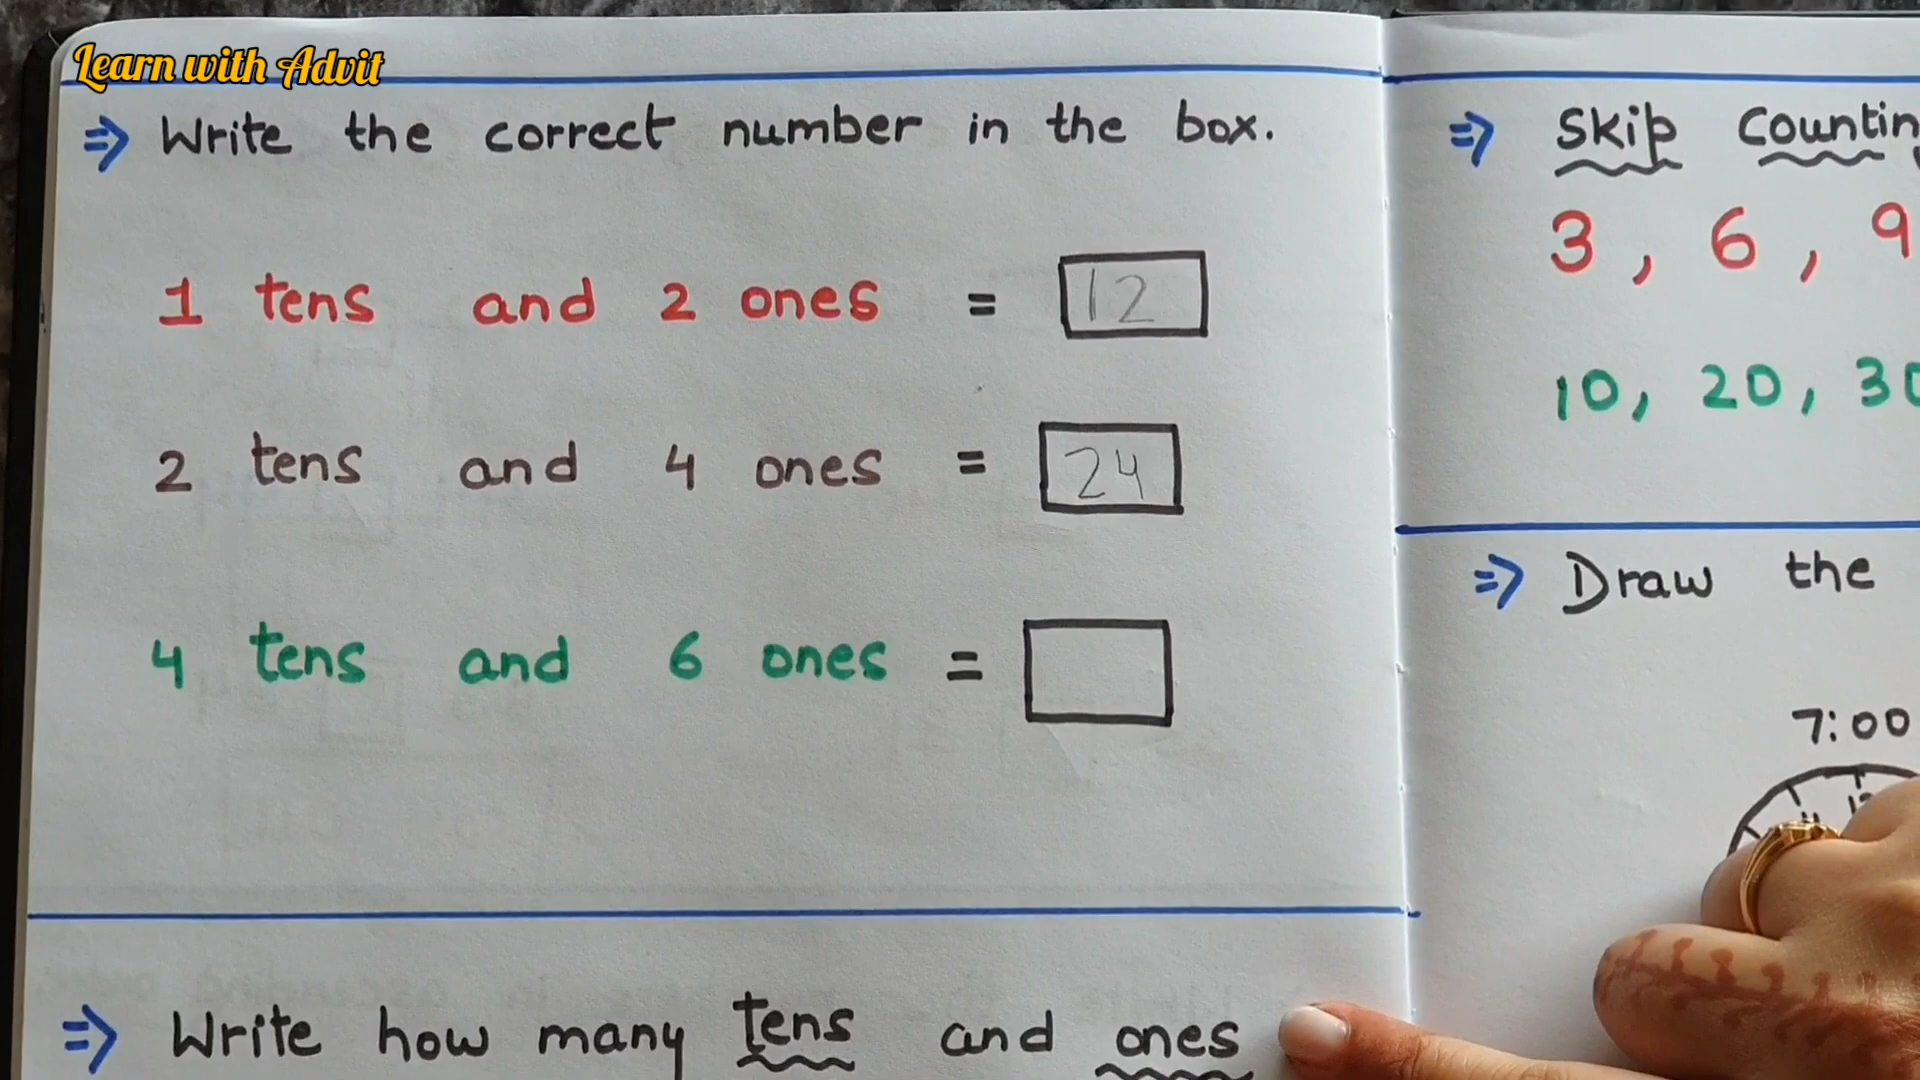 Learn with Advit
=> Write the correct number in the box.
1 tens and 2 ones = 12
2 tens and 4 ones = 24
4 tens and 6 ones =
=> Write how many tens and ones
=> Skip Countin
3, 6, 9
10, 20, 30
=> Draw the
7:00